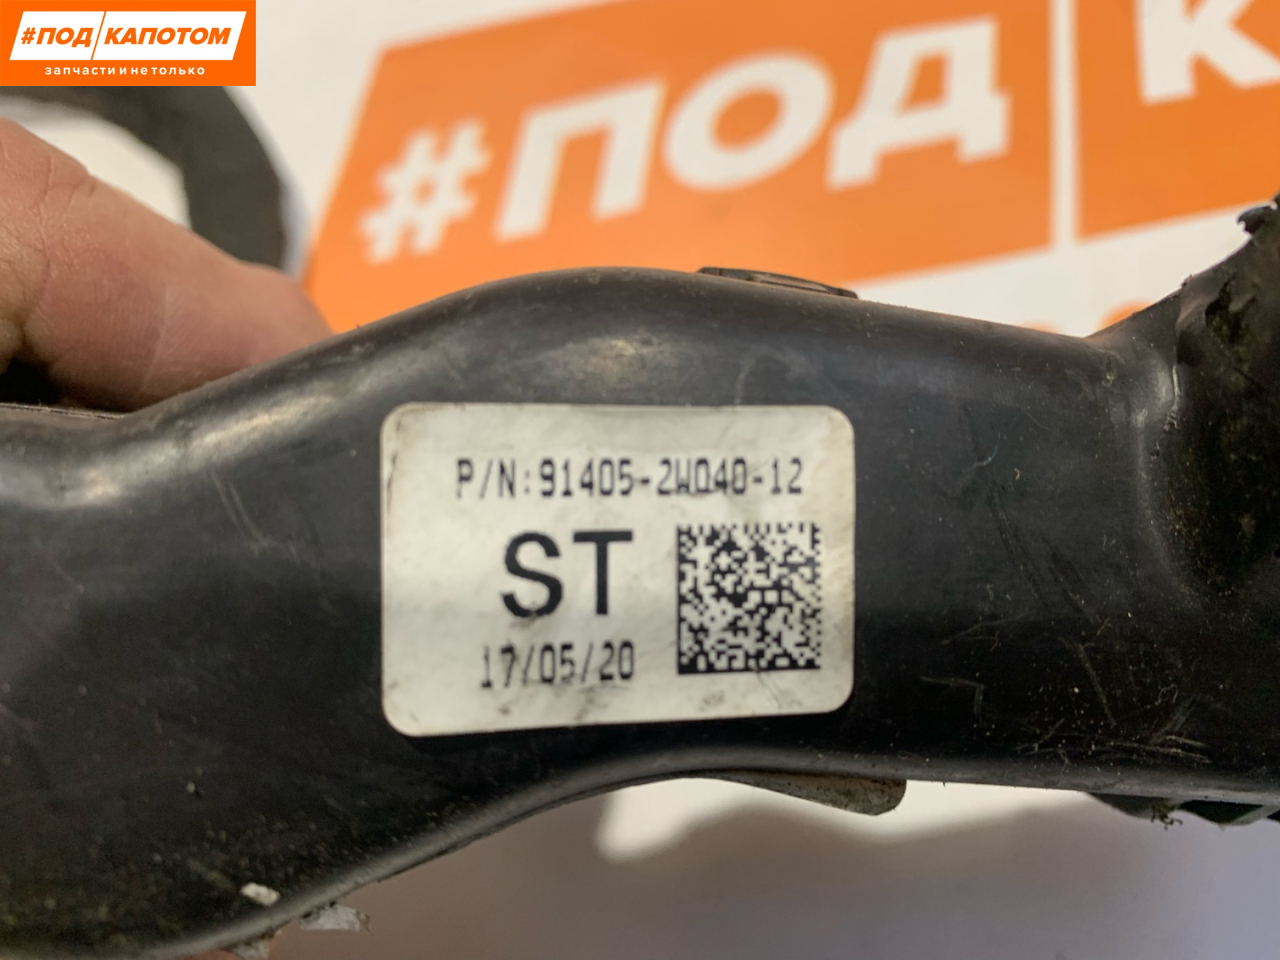 #ПОД КАПОТОМ
запчасти и не только
#ПОД К
P/N:91405-2W040-12
ST
17/05/20